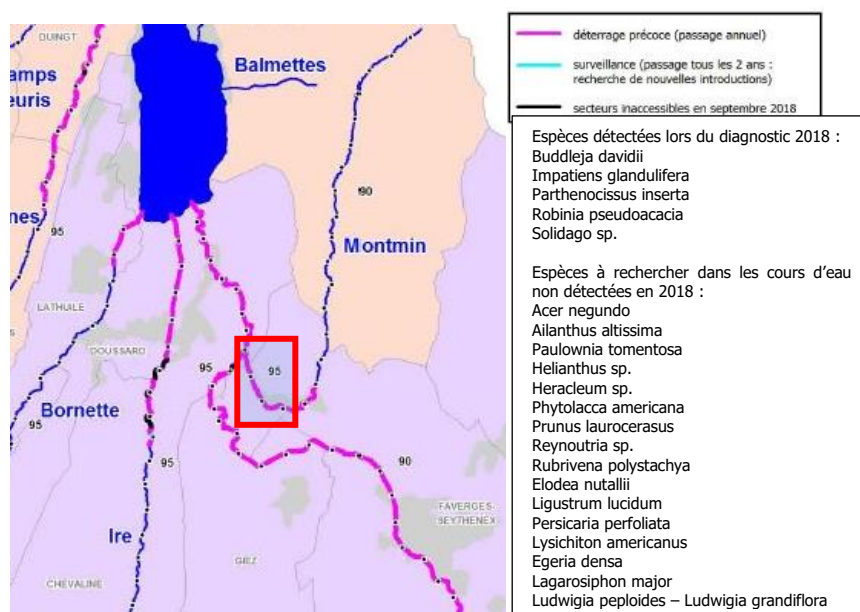 DUINGT
amps
euris
Balmettes
nes
95
90
Montmin
LATHUILE
DOUSSARD
95
95
Bornette
95
95
90
FAVERGES-
SEYTHENEX
Ire
GIEZ
CHEVALINE
déterrage précoce (passage annuel)
surveillance (passage tous les 2 ans :
recherche de nouvelles introductions)
secteurs inaccessibles en septembre 2018
Espèces détectées lors du diagnostic 2018 :
Buddleja davidii
Impatiens glandulifera
Parthenocissus inserta
Robinia pseudoacacia
Solidago sp.
Espèces à rechercher dans les cours d’eau
non détectées en 2018 :
Acer negundo
Ailanthus altissima
Paulownia tomentosa
Helianthus sp.
Heracleum sp.
Phytolacca americana
Prunus laurocerasus
Reynoutria sp.
Rubrivena polystachya
Elodea nutallii
Ligustrum lucidum
Persicaria perfoliata
Lysichiton americanus
Egeria densa
Lagarosiphon major
Ludwigia peploides – Ludwigia grandiflora